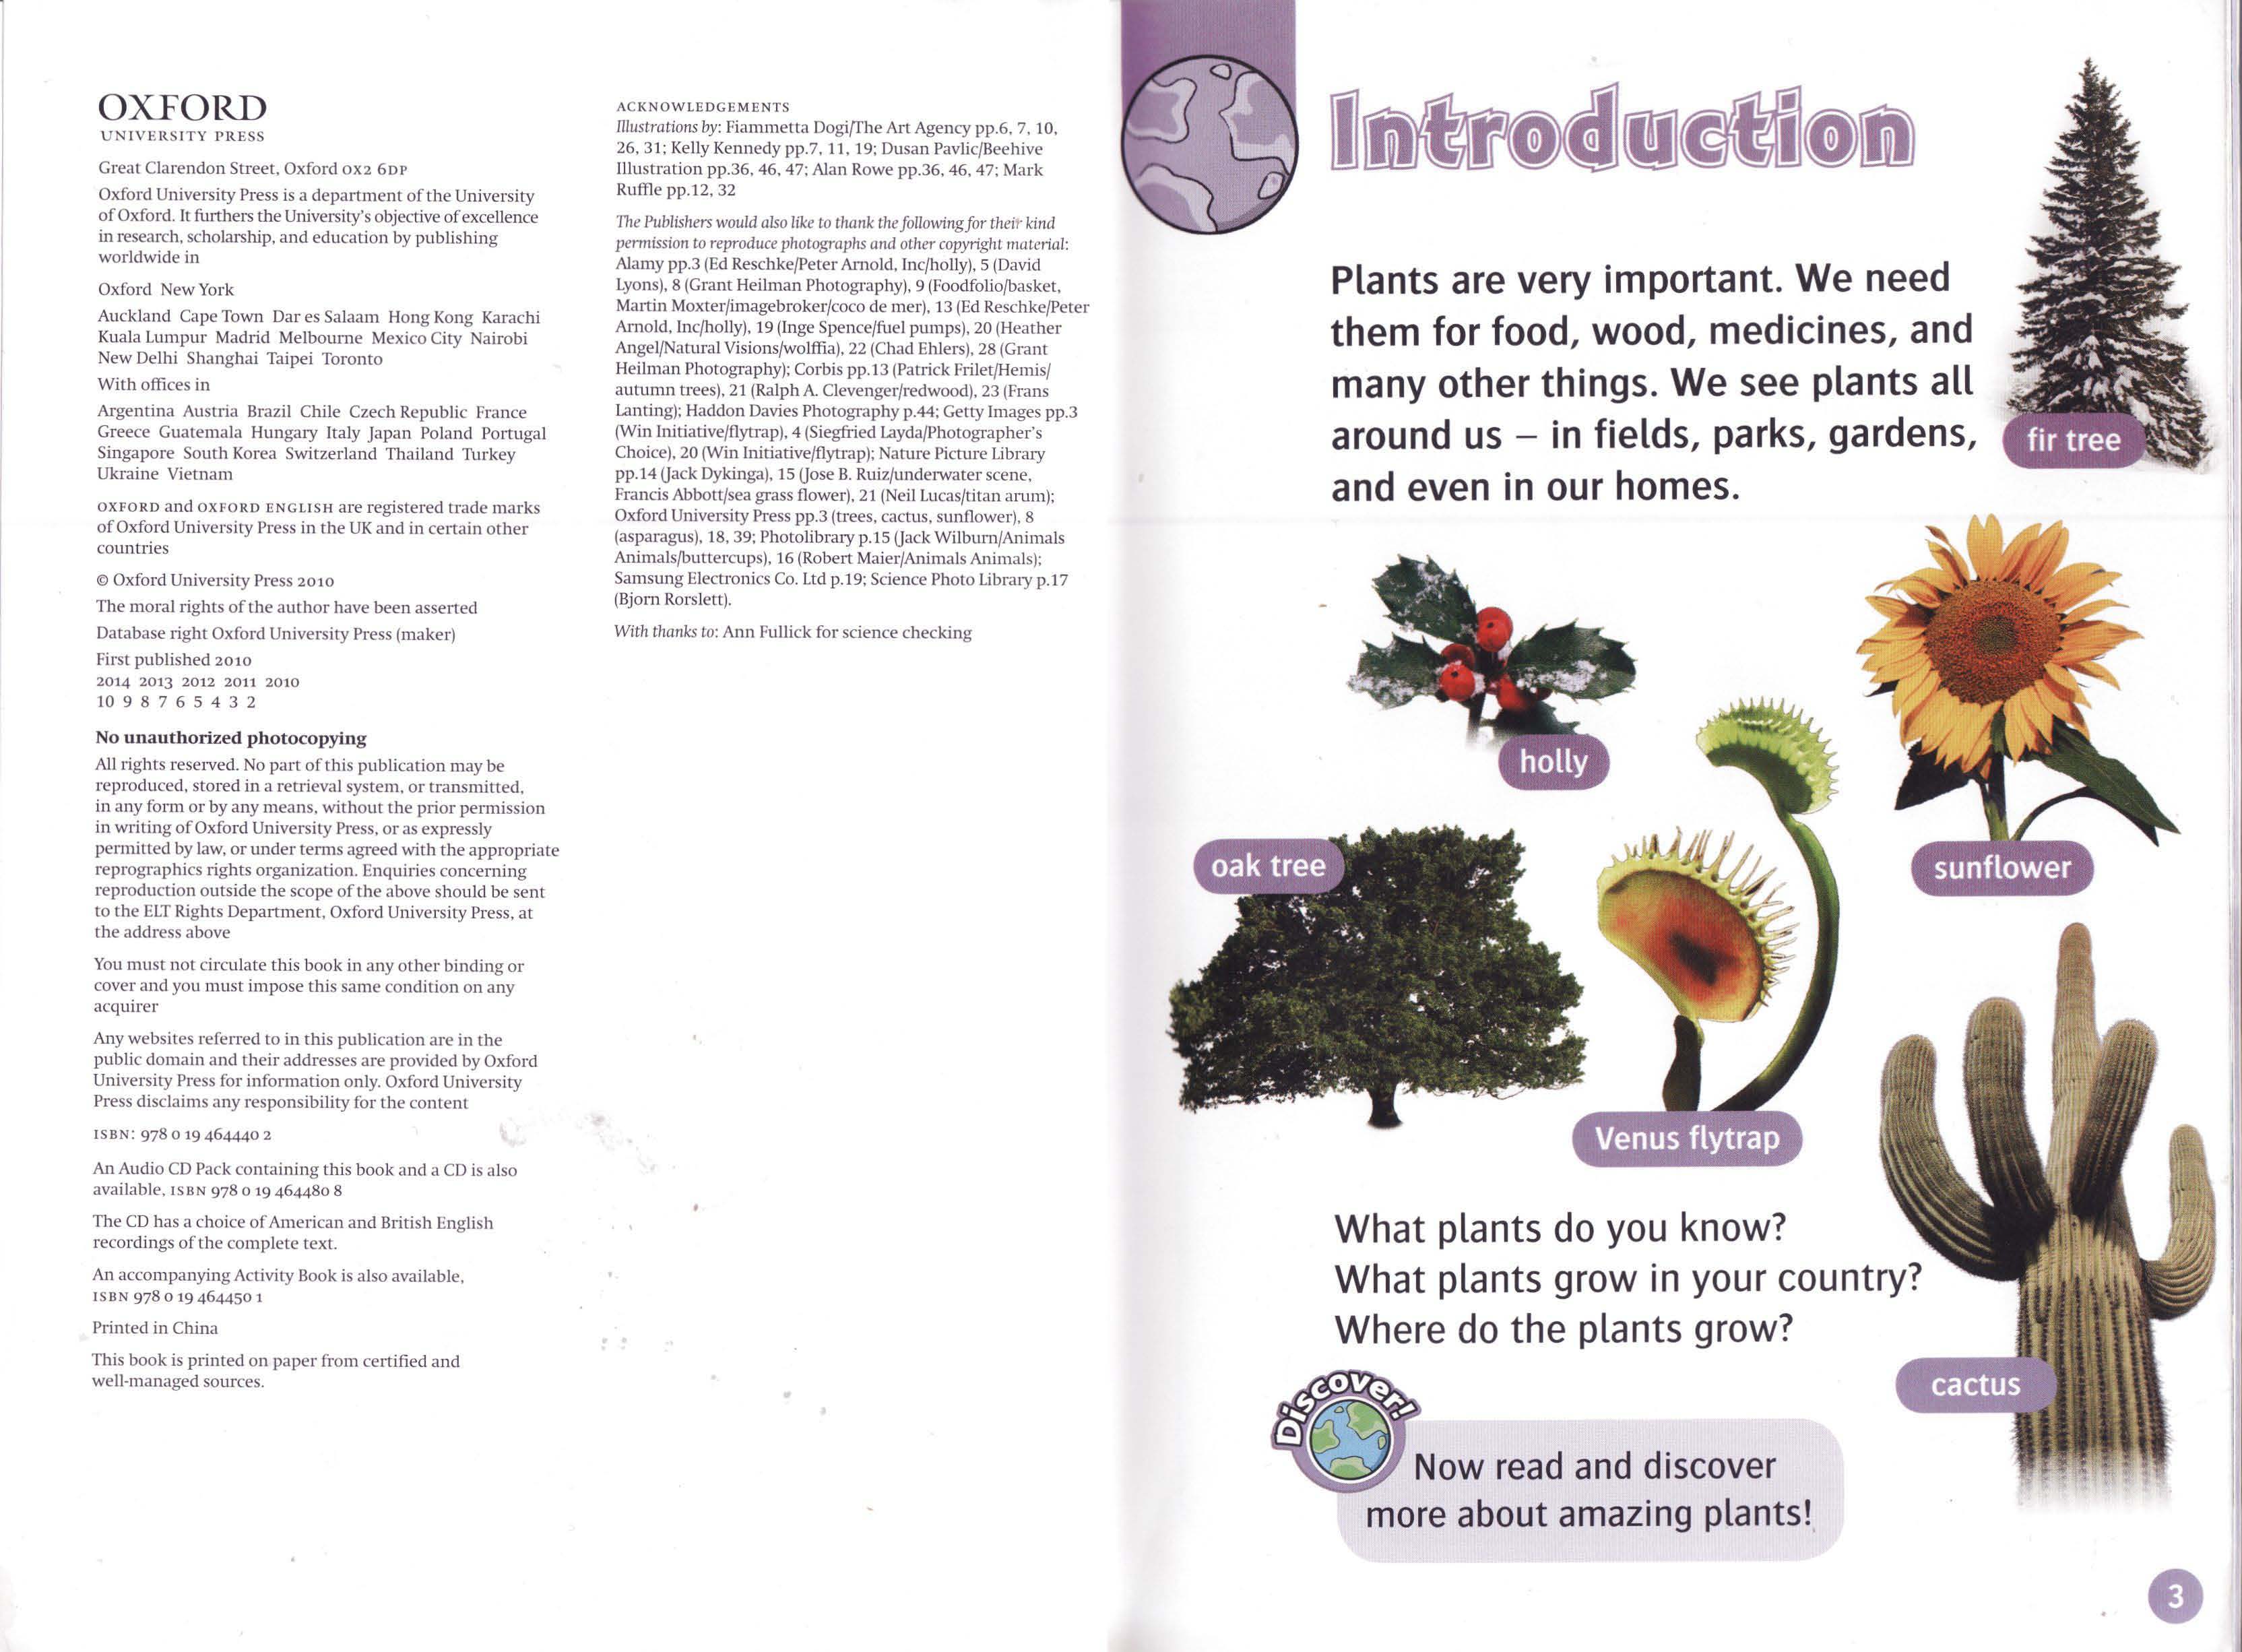 OXFORD
UNIVERSITY PRESS
Great Clarendon Street, Oxford OX2 6DP
Oxford University Press is a department of the University
of Oxford. It furthers the University's objective of excellence
in research, scholarship, and education by publishing
worldwide in
Oxford New York
Auckland Cape Town Dar es Salaam Hong Kong Karachi
Kuala Lumpur Madrid Melbourne Mexico City Nairobi
New Delhi Shanghai Taipei Toronto
With offices in
Argentina Austria Brazil Chile Czech Republic France
Greece Guatemala Hungary Italy Japan Poland Portugal
Singapore South Korea Switzerland Thailand Turkey
Ukraine Vietnam
OXFORD and OXFORD ENGLISH are registered trade marks
of Oxford University Press in the UK and in certain other
countries
© Oxford University Press 2010
The moral rights of the author have been asserted
Database right Oxford University Press (maker)
First published 2010
2014 2013 2012 2011 2010
10 9 8 7 6 5 4 3 2
No unauthorized photocopying
All rights reserved. No part of this publication may be
reproduced, stored in a retrieval system, or transmitted,
in any form or by any means, without the prior permission
in writing of Oxford University Press, or as expressly
permitted by law, or under terms agreed with the appropriate
reprographics rights organization. Enquiries concerning
reproduction outside the scope of the above should be sent
to the ELT Rights Department, Oxford University Press, at
the address above
You must not circulate this book in any other binding or
cover and you must impose this same condition on any
acquirer
Any websites referred to in this publication are in the
public domain and their addresses are provided by Oxford
University Press for information only. Oxford University
Press disclaims any responsibility for the content
ISBN: 978 0 19 464440 2
An Audio CD Pack containing this book and a CD is also
available, ISBN 978 0 19 464480 8
The CD has a choice of American and British English
recordings of the complete text.
An accompanying Activity Book is also available,
ISBN 978 0 19 464450 1
Printed in China
This book is printed on paper from certified and
well-managed sources.
ACKNOWLEDGEMENTS
Illustrations by: Fiammetta Dogi/The Art Agency pp.6, 7, 10,
26, 31; Kelly Kennedy pp.7, 11, 19; Dusan Pavlic/Beehive
Illustration pp.36, 46, 47; Alan Rowe pp.36, 46, 47; Mark
Ruffle pp.12, 32
The Publishers would also like to thank the following for their kind
permission to reproduce photographs and other copyright material:
Alamy pp.3 (Ed Reschke/Peter Arnold, Inc/holly), 5 (David
Lyons), 8 (Grant Heilman Photography), 9 (Foodfolio/basket,
Martin Moxter/imagebroker/coco de mer), 13 (Ed Reschke/Peter
Arnold, Inc/holly), 19 (Inge Spence/fuel pumps), 20 (Heather
Angel/Natural Visions/wolffia), 22 (Chad Ehlers), 28 (Grant
Heilman Photography); Corbis pp.13 (Patrick Frilet/Hemis/
autumn trees), 21 (Ralph A. Clevenger/redwood), 23 (Frans
Lanting); Haddon Davies Photography p.44; Getty Images pp.3
(Win Initiative/flytrap), 4 (Siegfried Layda/Photographer's
Choice), 20 (Win Initiative/flytrap); Nature Picture Library
pp.14 (Jack Dykinga), 15 (Jose B. Ruiz/underwater scene,
Francis Abbott/sea grass flower), 21 (Neil Lucas/titan arum);
Oxford University Press pp.3 (trees, cactus, sunflower), 8
(asparagus), 18, 39; Photolibrary p.15 (Jack Wilburn/Animals
Animals/buttercups), 16 (Robert Maier/Animals Animals);
Samsung Electronics Co. Ltd p.19; Science Photo Library p.17
(Bjorn Rorslett).
With thanks to: Ann Fullick for science checking
Introduction
Plants are very important. We need
them for food, wood, medicines, and
many other things. We see plants all
around us – in fields, parks, gardens,
and even in our homes.
fir tree
holly
sunflower
oak tree
Venus flytrap
cactus
What plants do you know?
What plants grow in your country?
Where do the plants grow?
Discover!
Now read and discover
more about amazing plants!
3